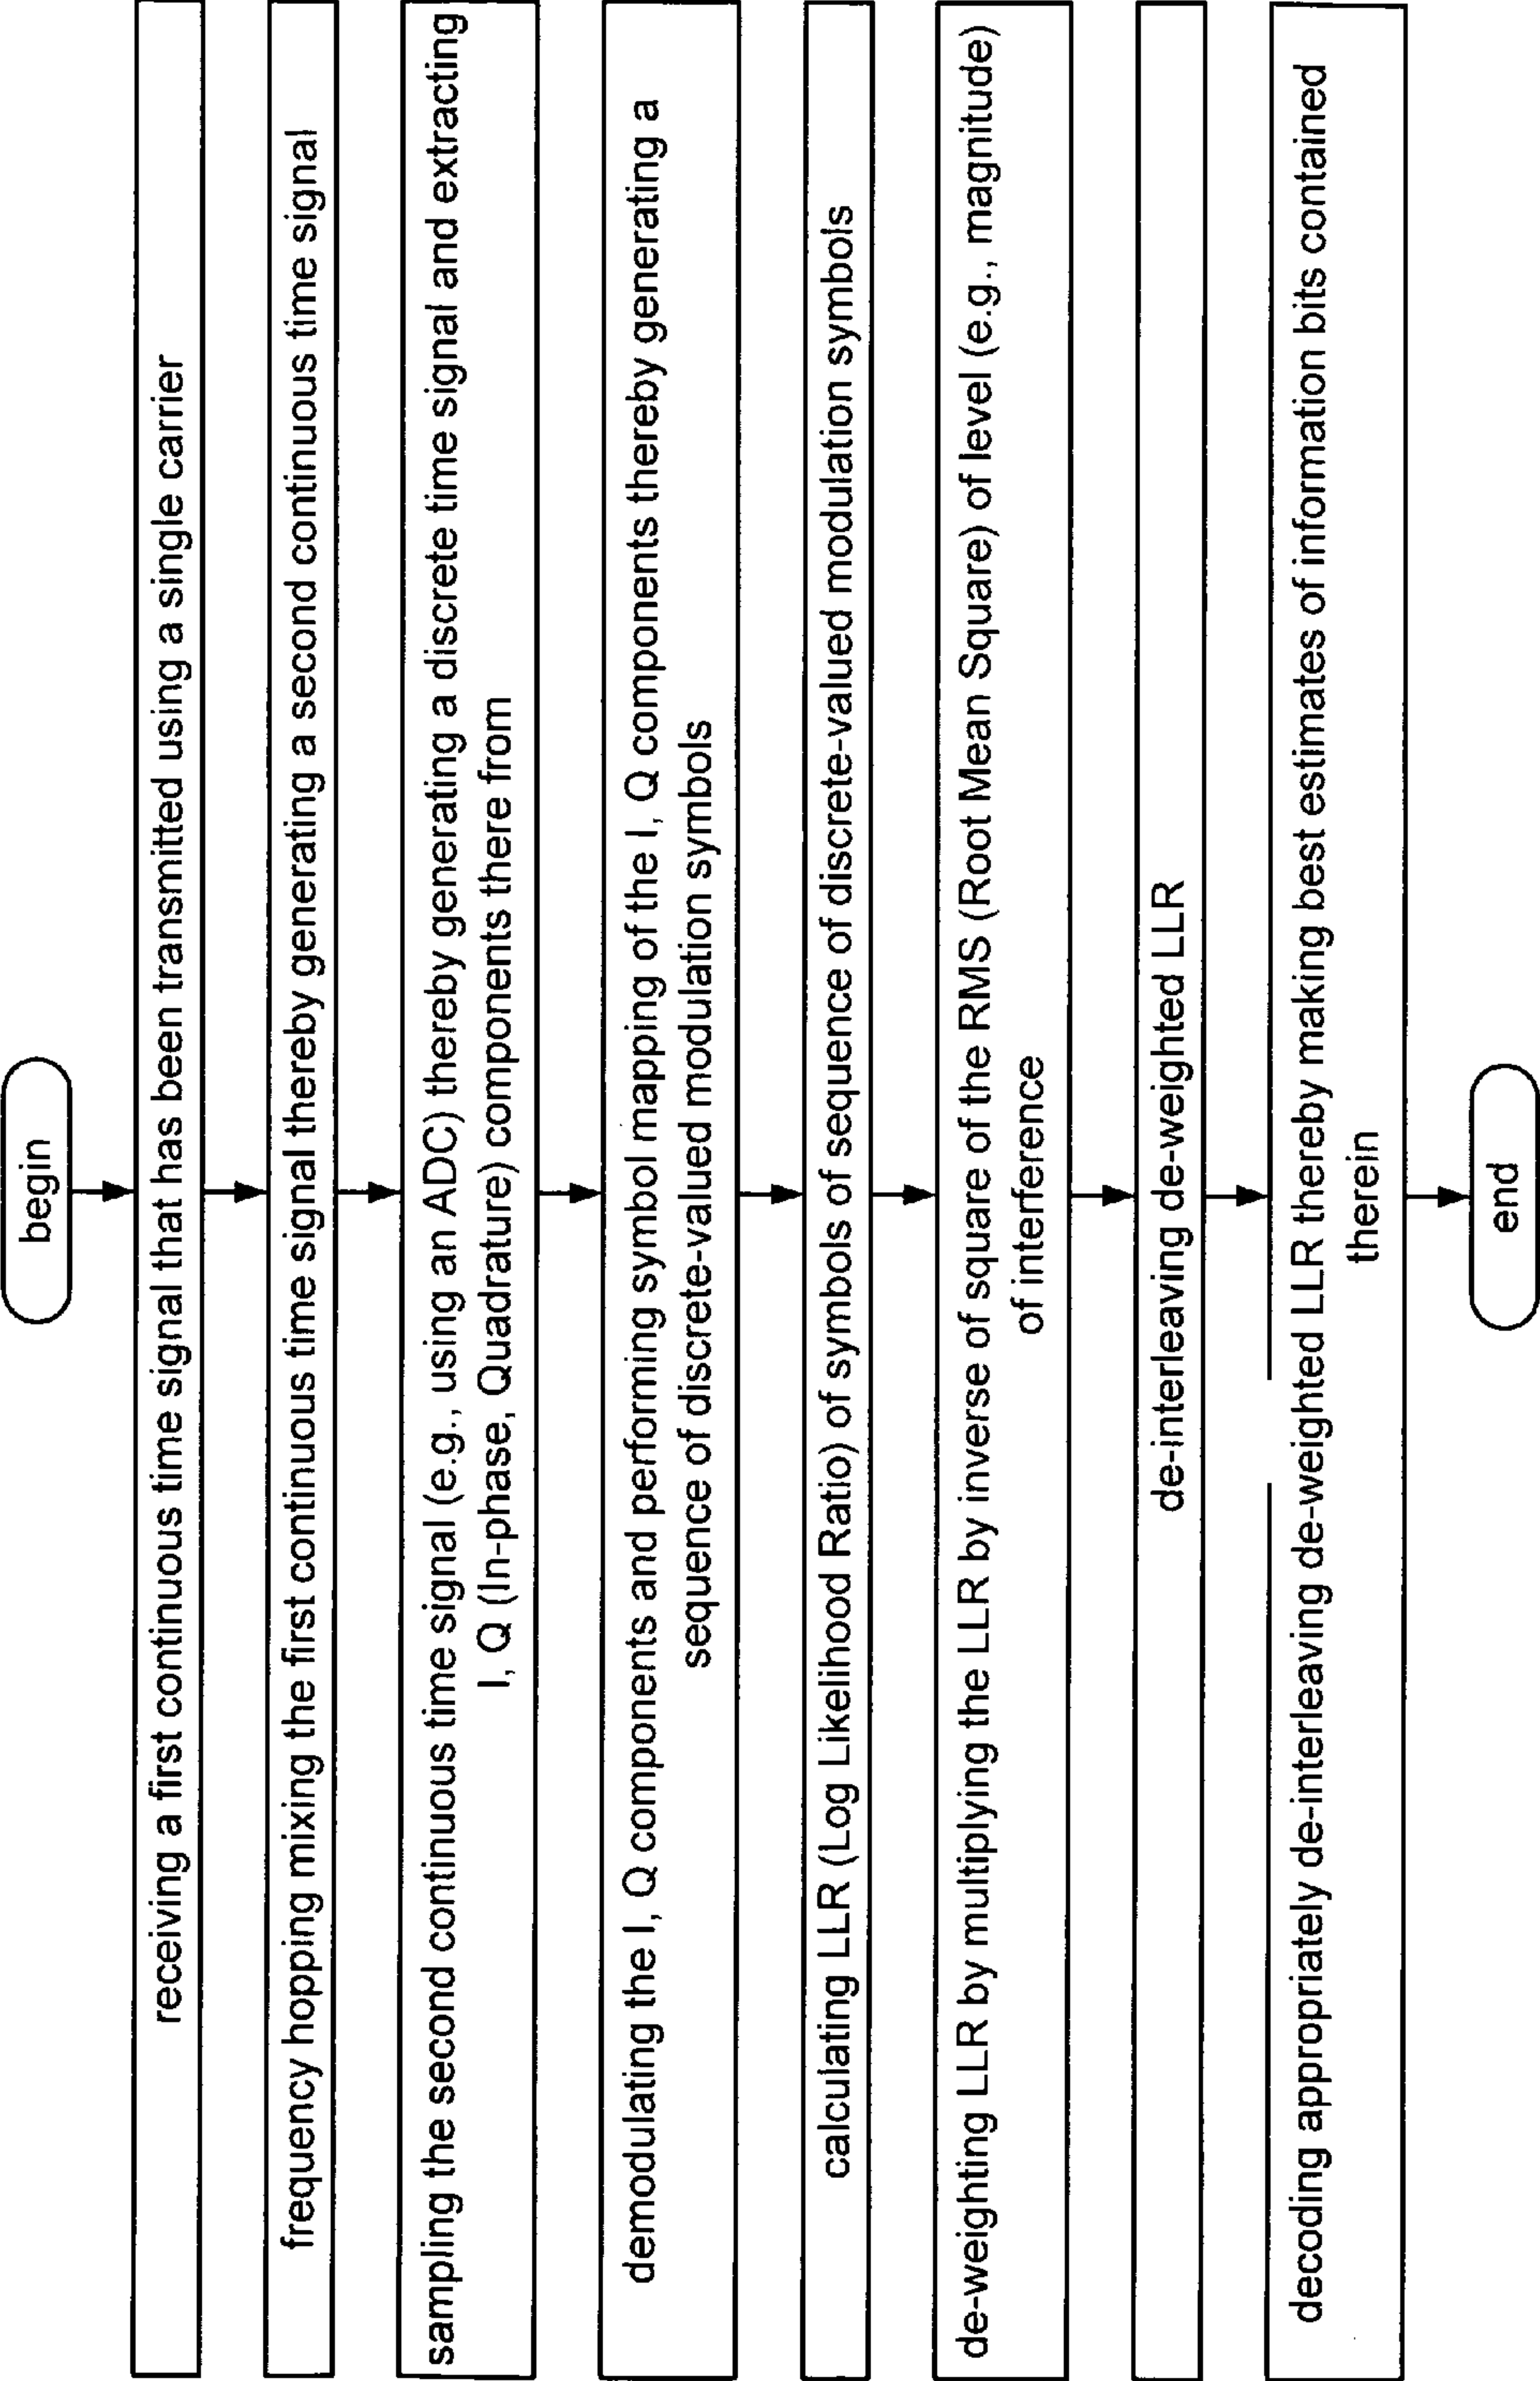 begin
receiving a first continuous time signal that has been transmitted using a single carrier
frequency hopping mixing the first continuous time signal thereby generating a second continuous time signal
sampling the second continuous time signal (e.g., using an ADC) thereby generating a discrete time signal and extracting
I, Q (In-phase, Quadrature) components there from
demodulating the I, Q components and performing symbol mapping of the I, Q components thereby generating a
sequence of discrete-valued modulation symbols
calculating LLR (Log Likelihood Ratio) of symbols of sequence of discrete-valued modulation symbols
de-weighting LLR by multiplying the LLR by inverse of square of the RMS (Root Mean Square) of level (e.g., magnitude)
of interference
de-interleaving de-weighted LLR
decoding appropriately de-interleaving de-weighted LLR thereby making best estimates of information bits contained
therein
end